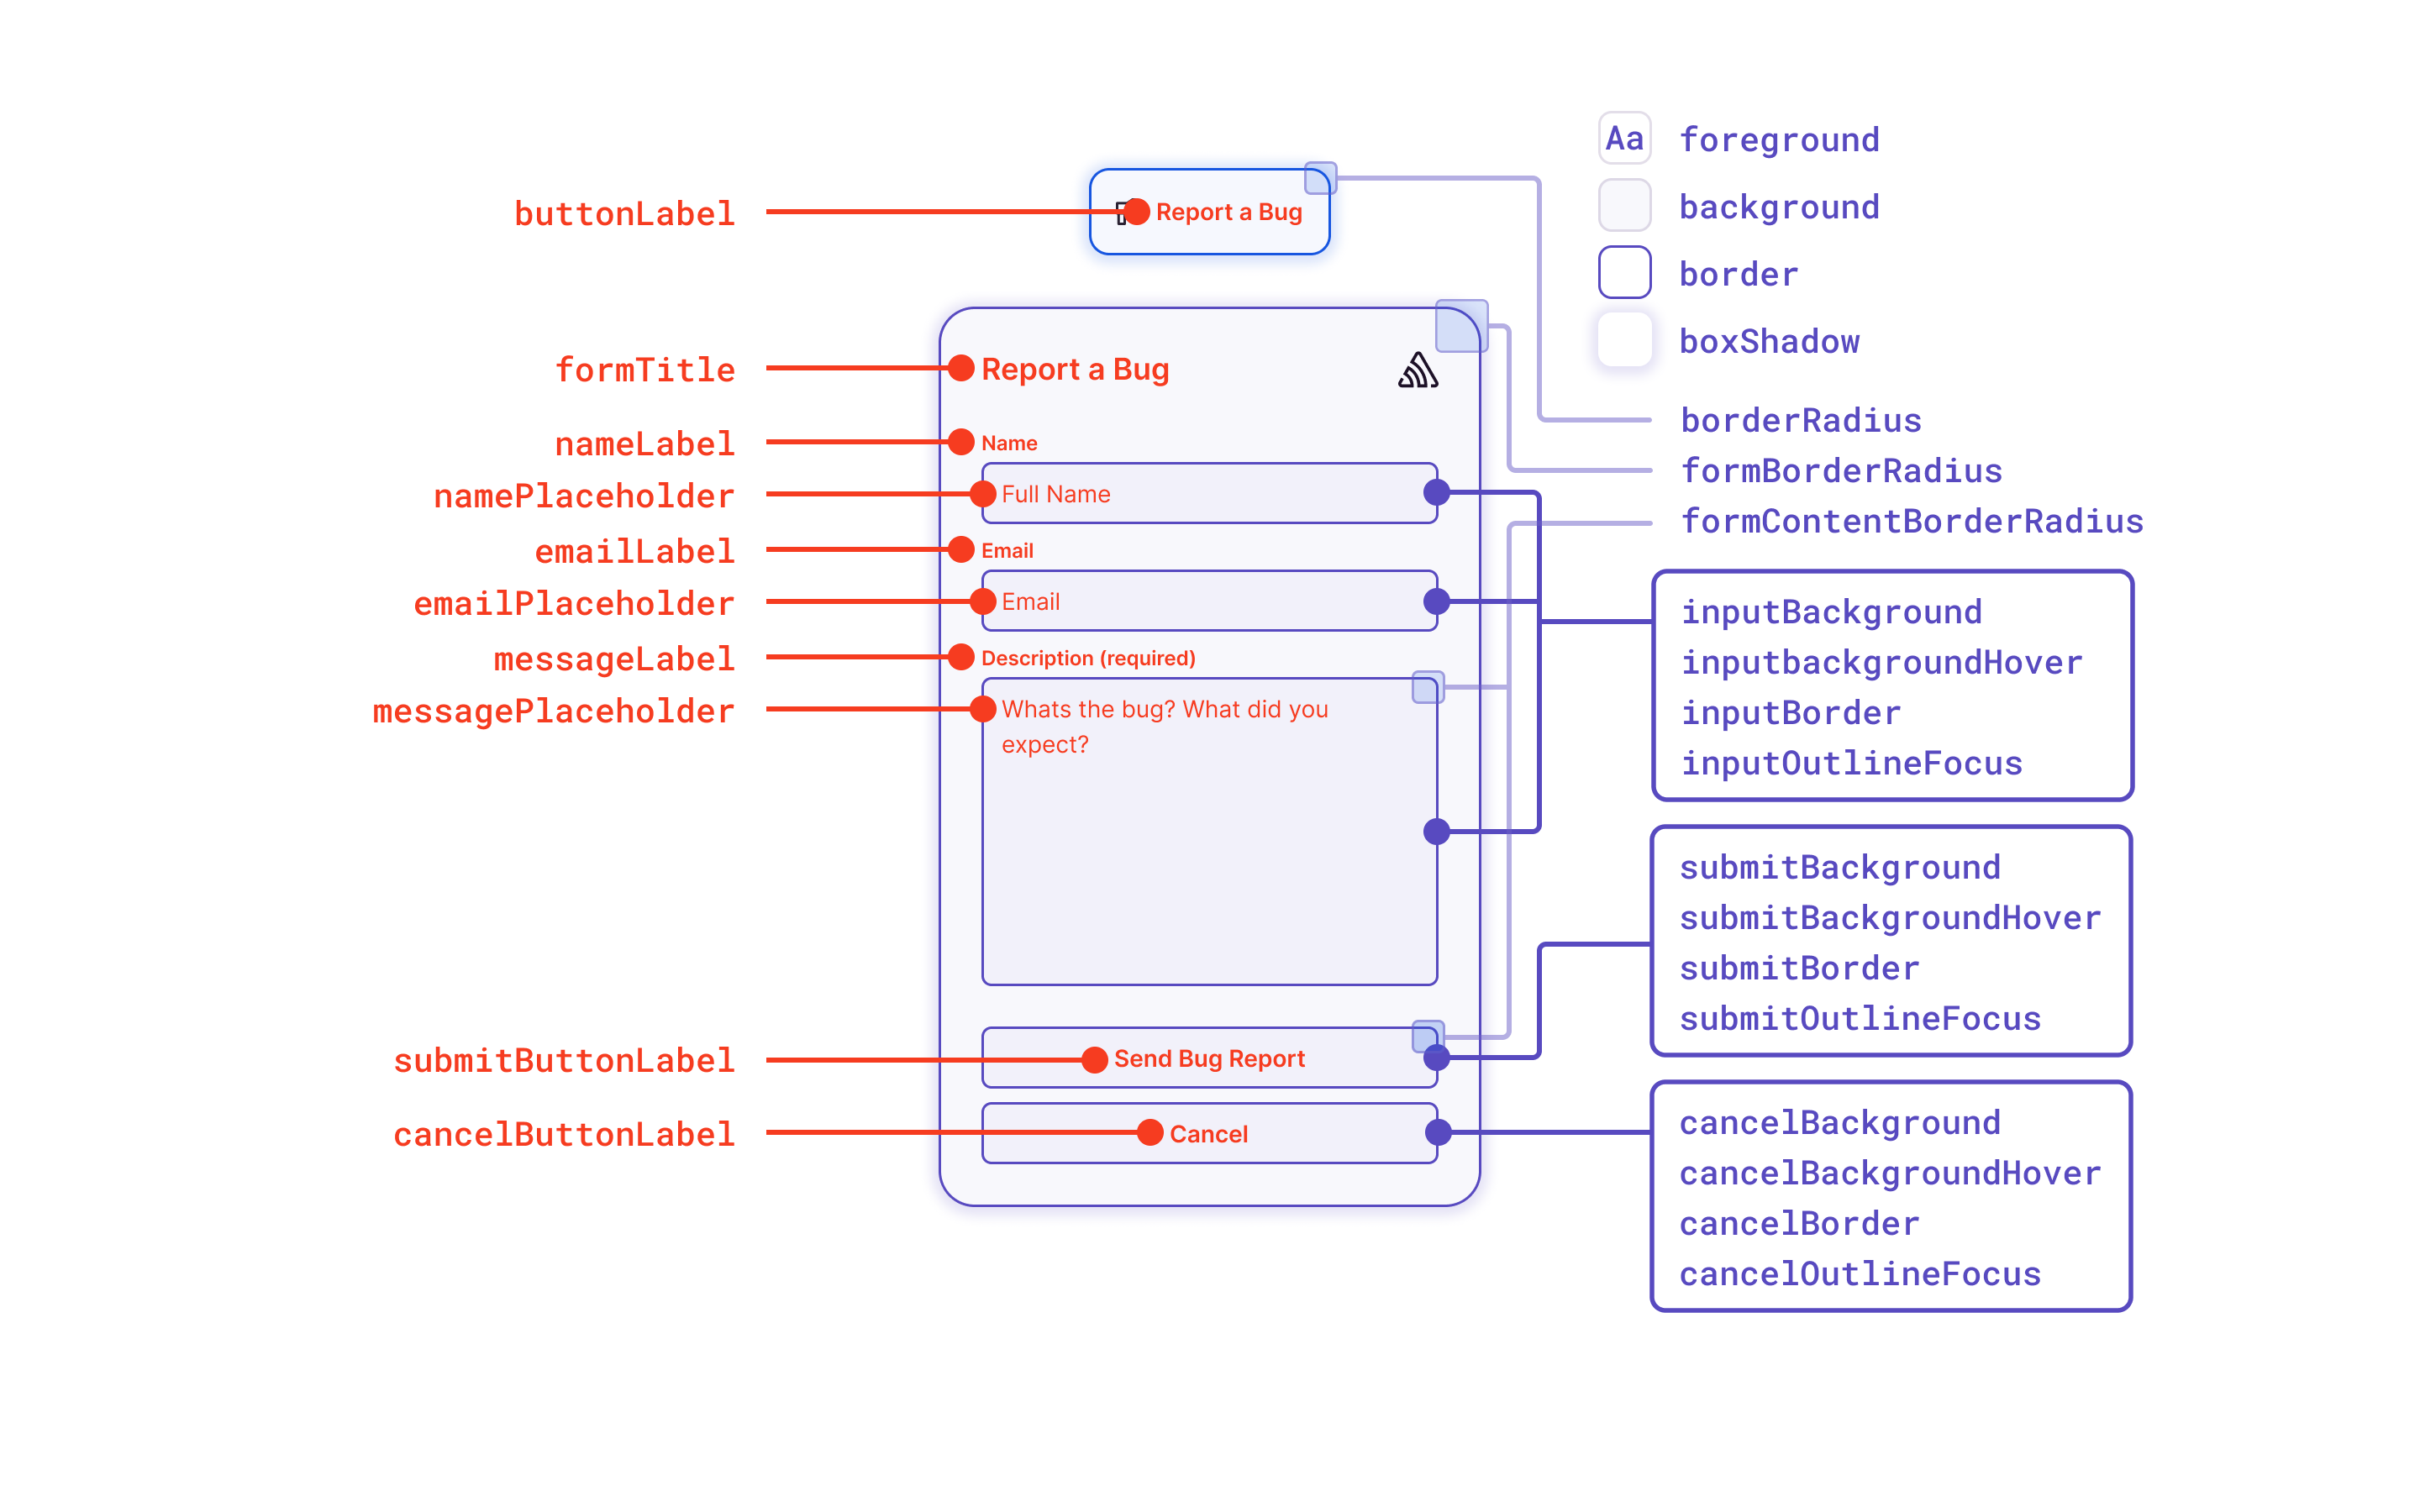 buttonLabel
formTitle
nameLabel
namePlaceholder
emailLabel
emailPlaceholder
messageLabel
messagePlaceholder
submitButtonLabel
cancelButtonLabel
Report a Bug
Report a Bug
Name
Full Name
Email
Email
Description (required)
Whats the bug? What did you
expect?
Send Bug Report
Cancel
Aa foreground
background
border
boxShadow
borderRadius
formBorderRadius
formContentBorderRadius
inputBackground
inputbackgroundHover
inputBorder
inputOutlineFocus
submitBackground
submitBackgroundHover
submitBorder
submitOutlineFocus
cancelBackground
cancelBackgroundHover
cancelBorder
cancelOutlineFocus